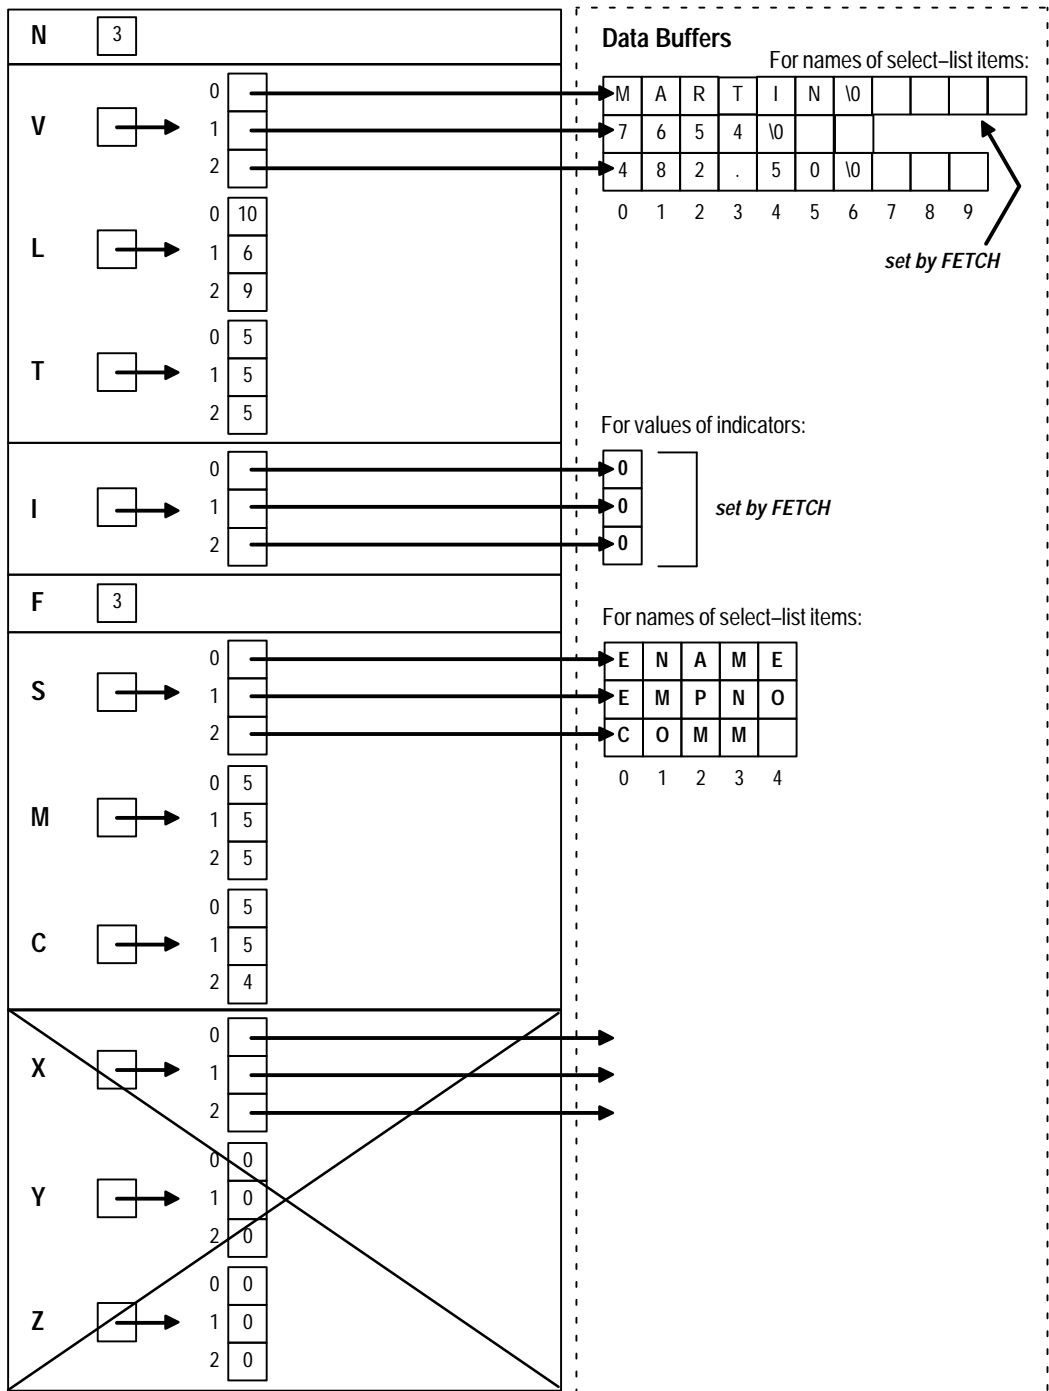 N 3
Data Buffers
For names of select–list items:
V
0
1
2
M A R T I N \0
7 6 5 4 \0
4 8 2 . 5 0 \0
0 1 2 3 4 5 6 7 8 9
set by FETCH
L
0 10
1 6
2 9
T
0 5
1 5
2 5
For values of indicators:
I
0
1
2
0
0
0
set by FETCH
F 3
For names of select–list items:
S
0
1
2
E N A M E
E M P N O
C O M M
0 1 2 3 4
M
0 5
1 5
2 5
C
0 5
1 5
2 4
X
0
1
2
Y
0 0
1 0
2 0
Z
0 0
1 0
2 0